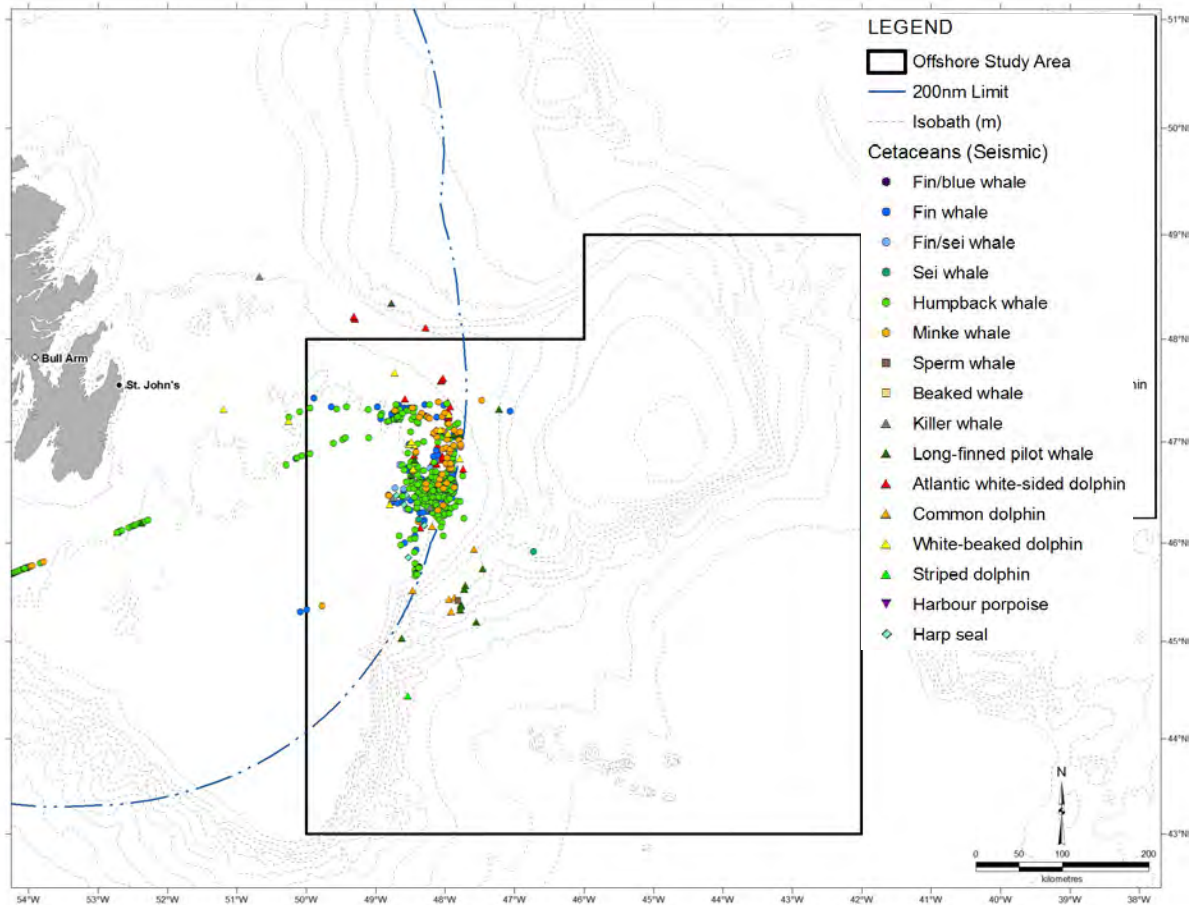 LEGEND
Offshore Study Area
200nm Limit
Isobath (m)
Cetaceans (Seismic)
Fin/blue whale
Fin whale
Fin/sei whale
Sei whale
Humpback whale
Minke whale
Sperm whale
Beaked whale
Killer whale
Long-finned pilot whale
Atlantic white-sided dolphin
Common dolphin
White-beaked dolphin
Striped dolphin
Harbour porpoise
Harp seal
51°N
50°N
49°N
48°N
47°N
46°N
45°N
44°N
43°N
Bull Arm
St. John's
N
0 50 100 200
kilometres
54°W 53°W 52°W 51°W 50°W 49°W 48°W 47°W 46°W 45°W 44°W 43°W 42°W 41°W 40°W 39°W 38°W